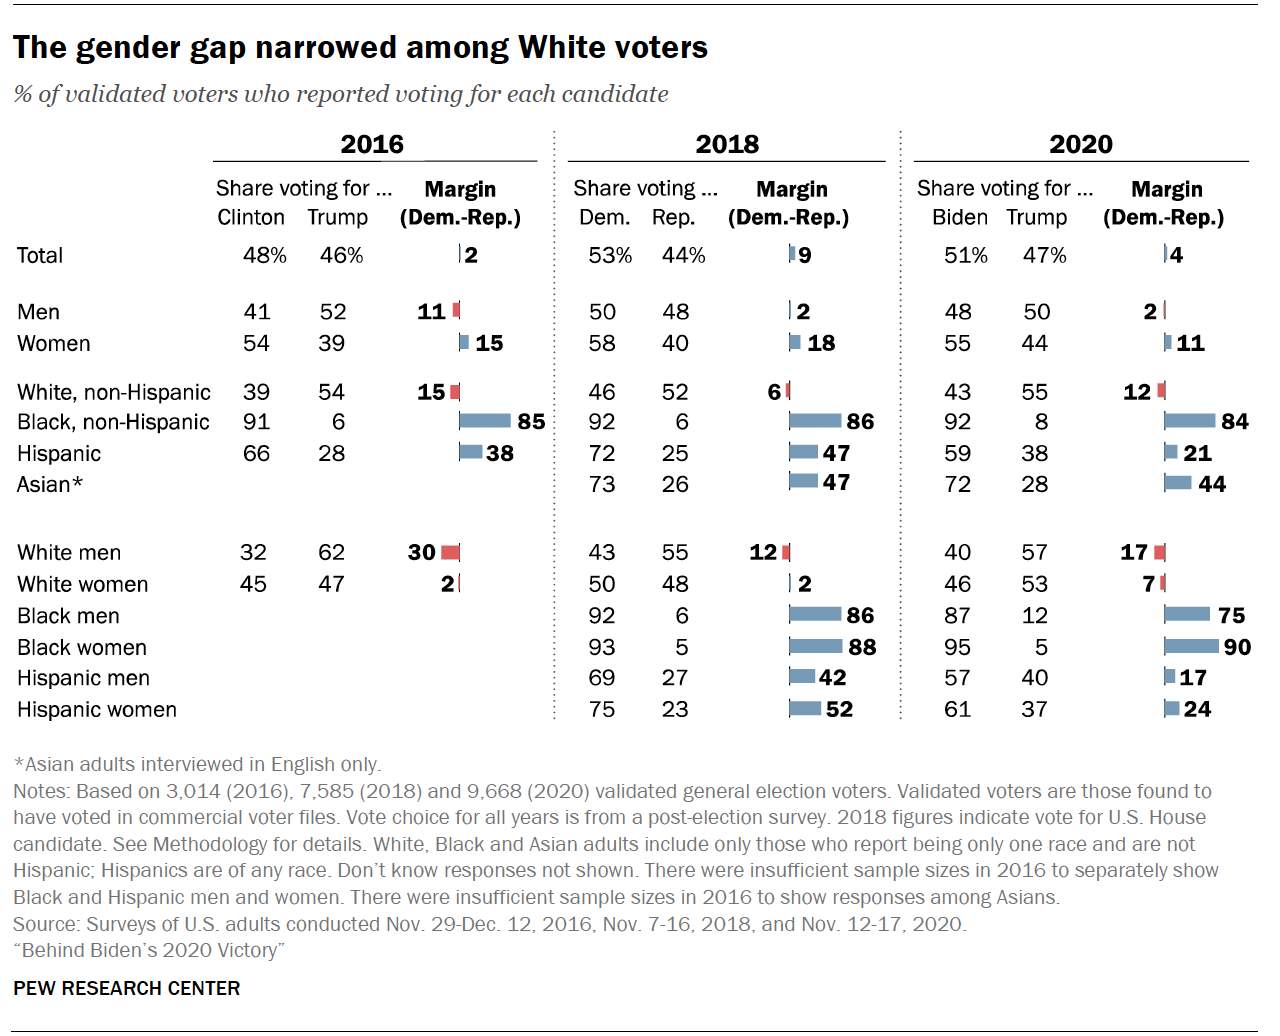 The gender gap narrowed among White voters
% of validated voters who reported voting for each candidate
2016 2018 2020
Share voting for ... Margin Share voting ... Margin Share voting for ... Margin
Clinton Trump (Dem.-Rep.) Dem. Rep. (Dem.-Rep.) Biden Trump (Dem.-Rep.)
Total 48% 46% 2 53% 44% 9 51% 47% 4
Men 41 52 11 50 48 2 48 50 2
Women 54 39 15 58 40 18 55 44 11
White, non-Hispanic 39 54 15 46 52 6 43 55 12
Black, non-Hispanic 91 6 85 92 6 86 92 8 84
Hispanic 66 28 38 72 25 47 59 38 21
Asian* 73 26 47 72 28 44
White men 32 62 30 43 55 12 40 57 17
White women 45 47 2 50 48 2 46 53 7
Black men 92 6 86 87 12 75
Black women 93 5 88 95 5 90
Hispanic men 69 27 42 57 40 17
Hispanic women 75 23 52 61 37 24
*Asian adults interviewed in English only.
Notes: Based on 3,014 (2016), 7,585 (2018) and 9,668 (2020) validated general election voters. Validated voters are those found to
have voted in commercial voter files. Vote choice for all years is from a post-election survey. 2018 figures indicate vote for U.S. House
candidate. See Methodology for details. White, Black and Asian adults include only those who report being only one race and are not
Hispanic; Hispanics are of any race. Don't know responses not shown. There were insufficient sample sizes in 2016 to separately show
Black and Hispanic men and women. There were insufficient sample sizes in 2016 to show responses among Asians.
Source: Surveys of U.S. adults conducted Nov. 29-Dec. 12, 2016, Nov. 7-16, 2018, and Nov. 12-17, 2020.
“Behind Biden’s 2020 Victory”
PEW RESEARCH CENTER